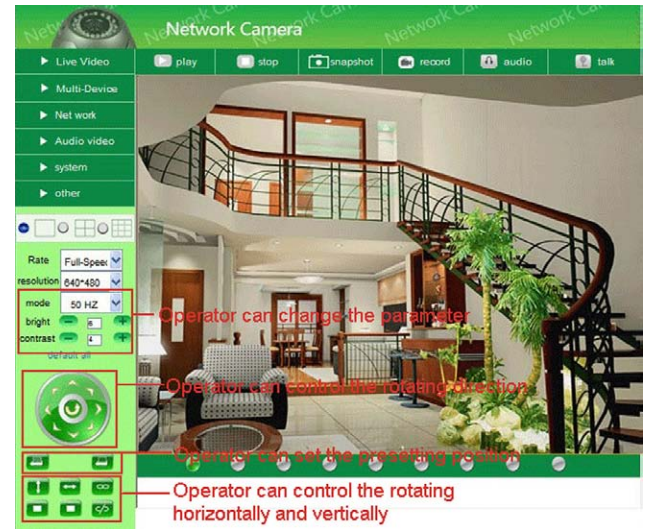 Network Camera
Live Video
Multi-Device
Net work
Audio video
system
other
play
stop
snapshot
record
audio
talk
Rate Full-Speec
resolution 640*480
mode 50 HZ
bright 6
contrast 4
default all
Operator can change the parameter
Operator can control the rotating direction
Operator can set the presetting position
Operator can control the rotating
horizontally and vertically